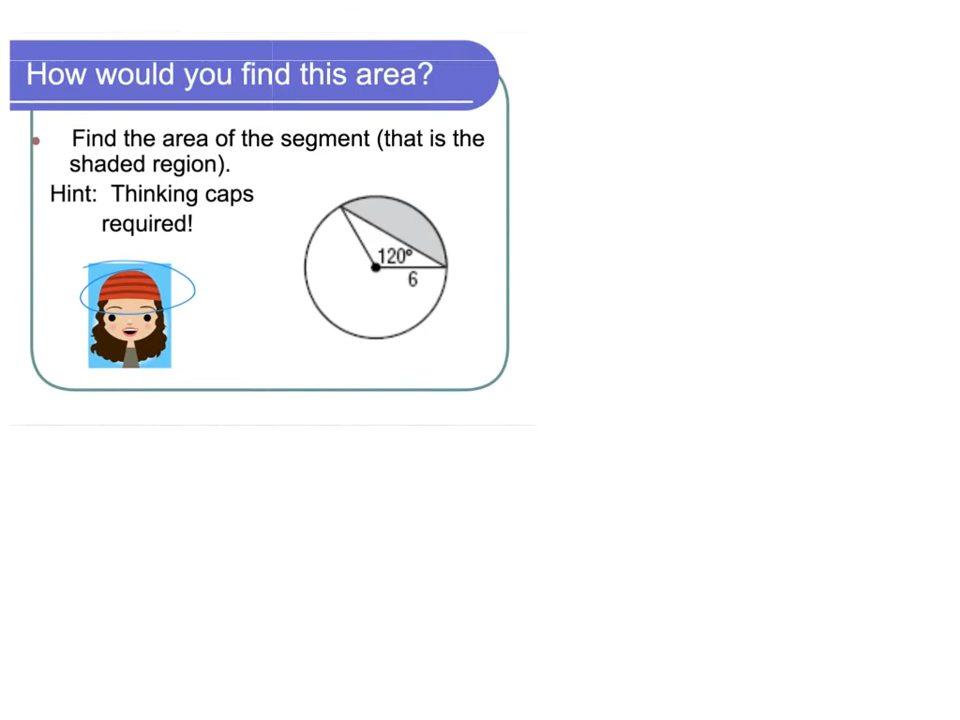 How would you find this area?
• Find the area of the segment (that is the
shaded region).
Hint: Thinking caps
required!
120°
6